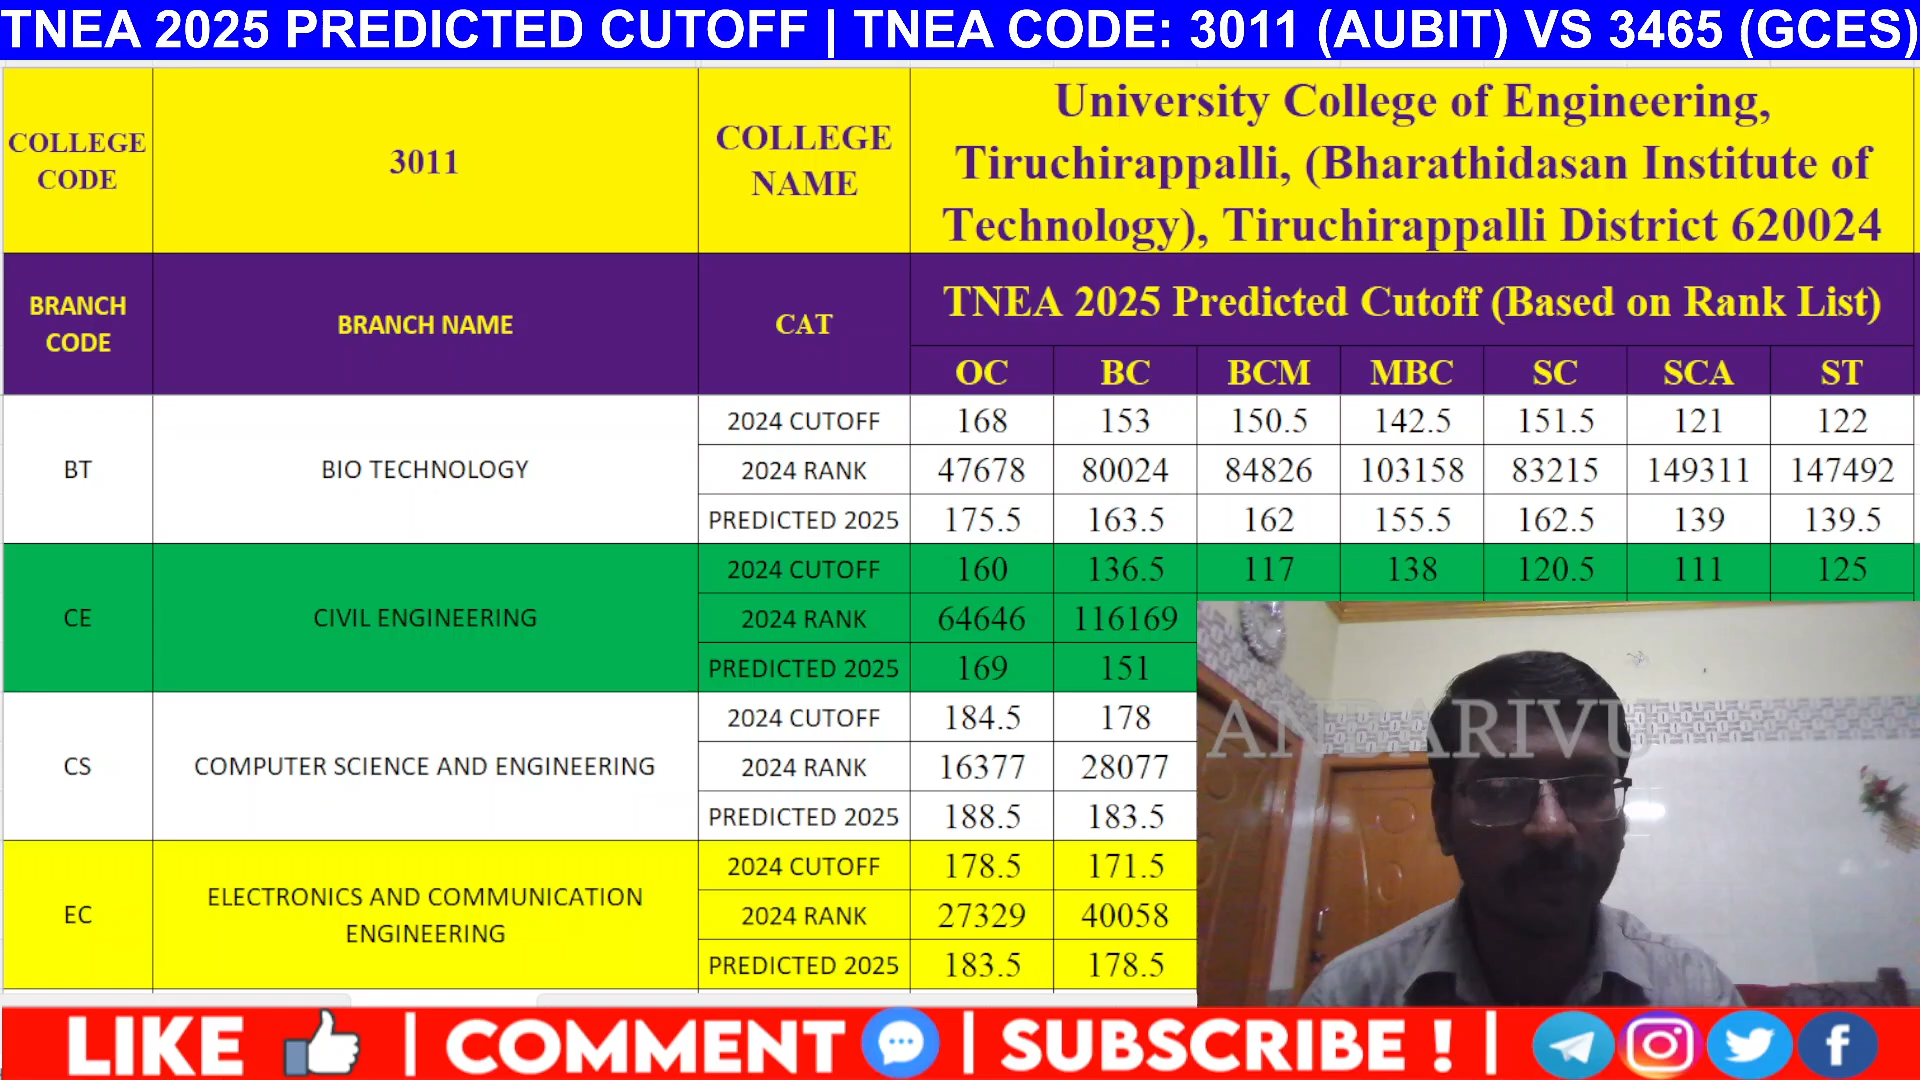 TNEA 2025 PREDICTED CUTOFF | TNEA CODE: 3011 (AUBIT) VS 3465 (GCES)
COLLEGE CODE 3011 COLLEGE NAME University College of Engineering, Tiruchirappalli, (Bharathidasan Institute of Technology), Tiruchirappalli District 620024
BRANCH CODE BRANCH NAME CAT TNEA 2025 Predicted Cutoff (Based on Rank List)
OC BC BCM MBC SC SCA ST
BT BIO TECHNOLOGY
2024 CUTOFF 168 153 150.5 142.5 151.5 121 122
2024 RANK 47678 80024 84826 103158 83215 149311 147492
PREDICTED 2025 175.5 163.5 162 155.5 162.5 139 139.5
CE CIVIL ENGINEERING
2024 CUTOFF 160 136.5 117 138 120.5 111 125
2024 RANK 64646 116169
PREDICTED 2025 169 151
CS COMPUTER SCIENCE AND ENGINEERING
2024 CUTOFF 184.5 178
2024 RANK 16377 28077
PREDICTED 2025 188.5 183.5
EC ELECTRONICS AND COMMUNICATION ENGINEERING
2024 CUTOFF 178.5 171.5
2024 RANK 27329 40058
PREDICTED 2025 183.5 178.5
ANBARIVU
LIKE | COMMENT | SUBSCRIBE ! |